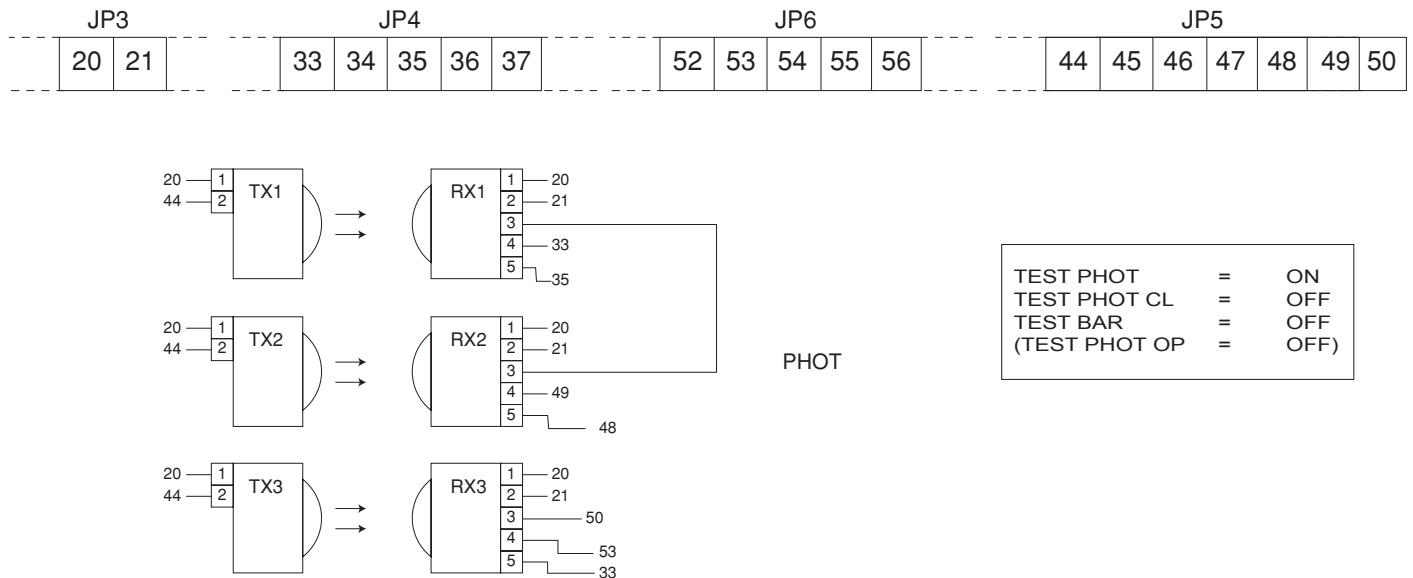 JP3 JP4 JP6 JP5
20 21 33 34 35 36 37 52 53 54 55 56 44 45 46 47 48 49 50
20 1 TX1 RX1 1 20
44 2 2 21
3
4 33
5 35
20 1 TX2 RX2 1 20
44 2 2 21
3
4 49
5 48
PHOT
20 1 TX3 RX3 1 20
44 2 2 21
3 50
4 53
5 33
TEST PHOT = ON
TEST PHOT CL = OFF
TEST BAR = OFF
(TEST PHOT OP = OFF)